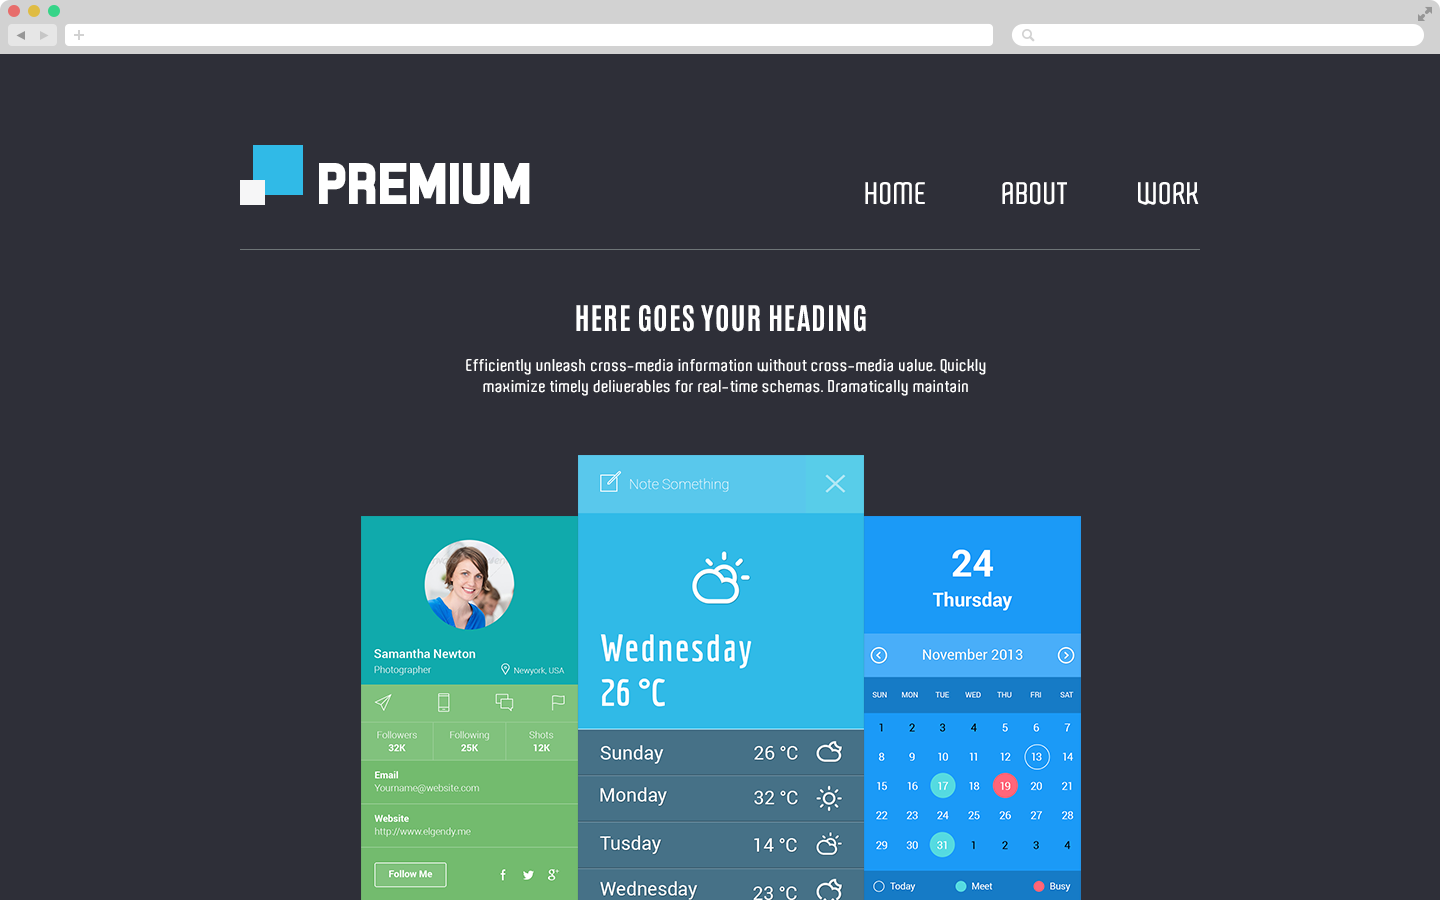 PREMIUM
HOME ABOUT WORK
HERE GOES YOUR HEADING
Efficiently unleash cross-media information without cross-media value. Quickly
maximize timely deliverables for real-time schemas. Dramatically maintain
Samantha Newton
Photographer
Newyork, USA
Followers Following Shots
32K 25K 12K
Email
Yourname@website.com
Website
http://www.elgendy.me
Follow Me
Note Something
Wednesday
26 °C
Sunday 26 °C
Monday 32 °C
Tusday 14 °C
Wednesday 23 °C
24
Thursday
November 2013
SUN MON TUE WED THU FRI SAT
1 2 3 4 5 6 7
8 9 10 11 12 13 14
15 16 17 18 19 20 21
22 23 24 25 26 27 28
29 30 31 1 2 3 4
Today Meet Busy